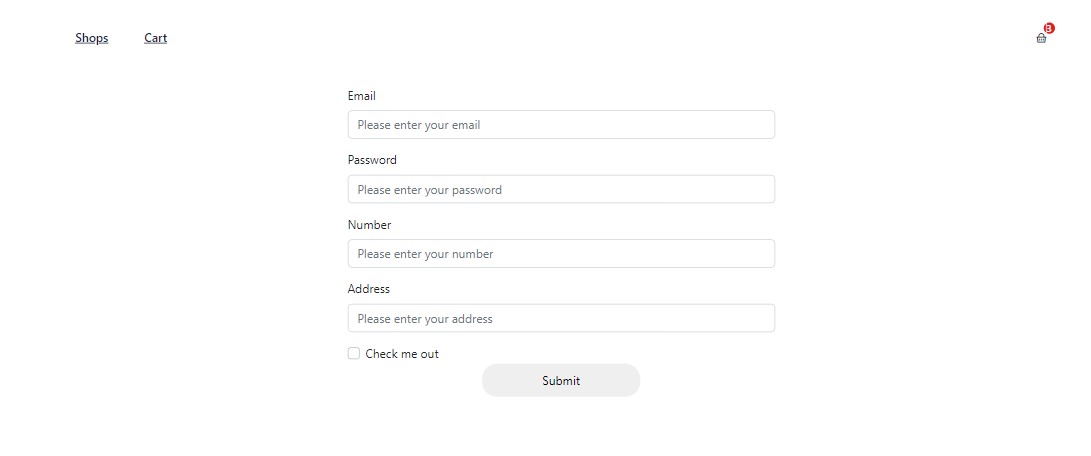 Shops Cart
Email
Please enter your email
Password
Please enter your password
Number
Please enter your number
Address
Please enter your address
Check me out
Submit